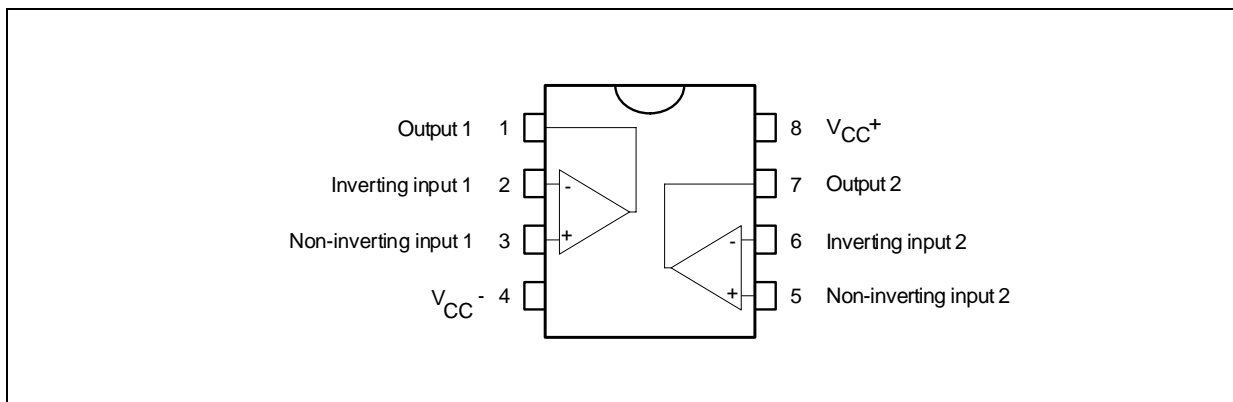 Output 1 1
Inverting input 1 2
Non-inverting input 1 3
VCC- 4
8 VCC+
7 Output 2
6 Inverting input 2
5 Non-inverting input 2
-
+
-
+